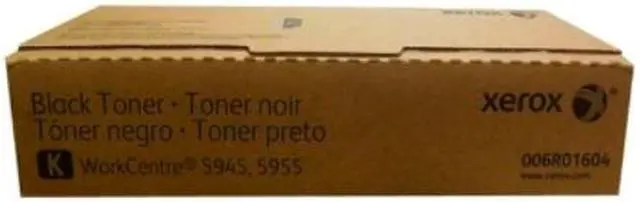 Black Toner • Toner noir
Tóner negro • Toner preto
K WorkCentre® 5945, 5955
xerox
006R01604
www.xerox.com